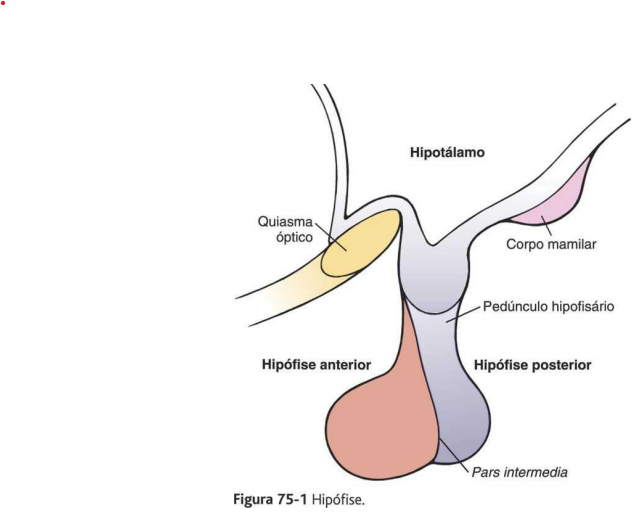 Hipotálamo
Quiasma
óptico
Corpo mamilar
Pedúnculo hipofisário
Hipófise anterior
Hipófise posterior
Pars intermedia
Figura 75-1 Hipófise.